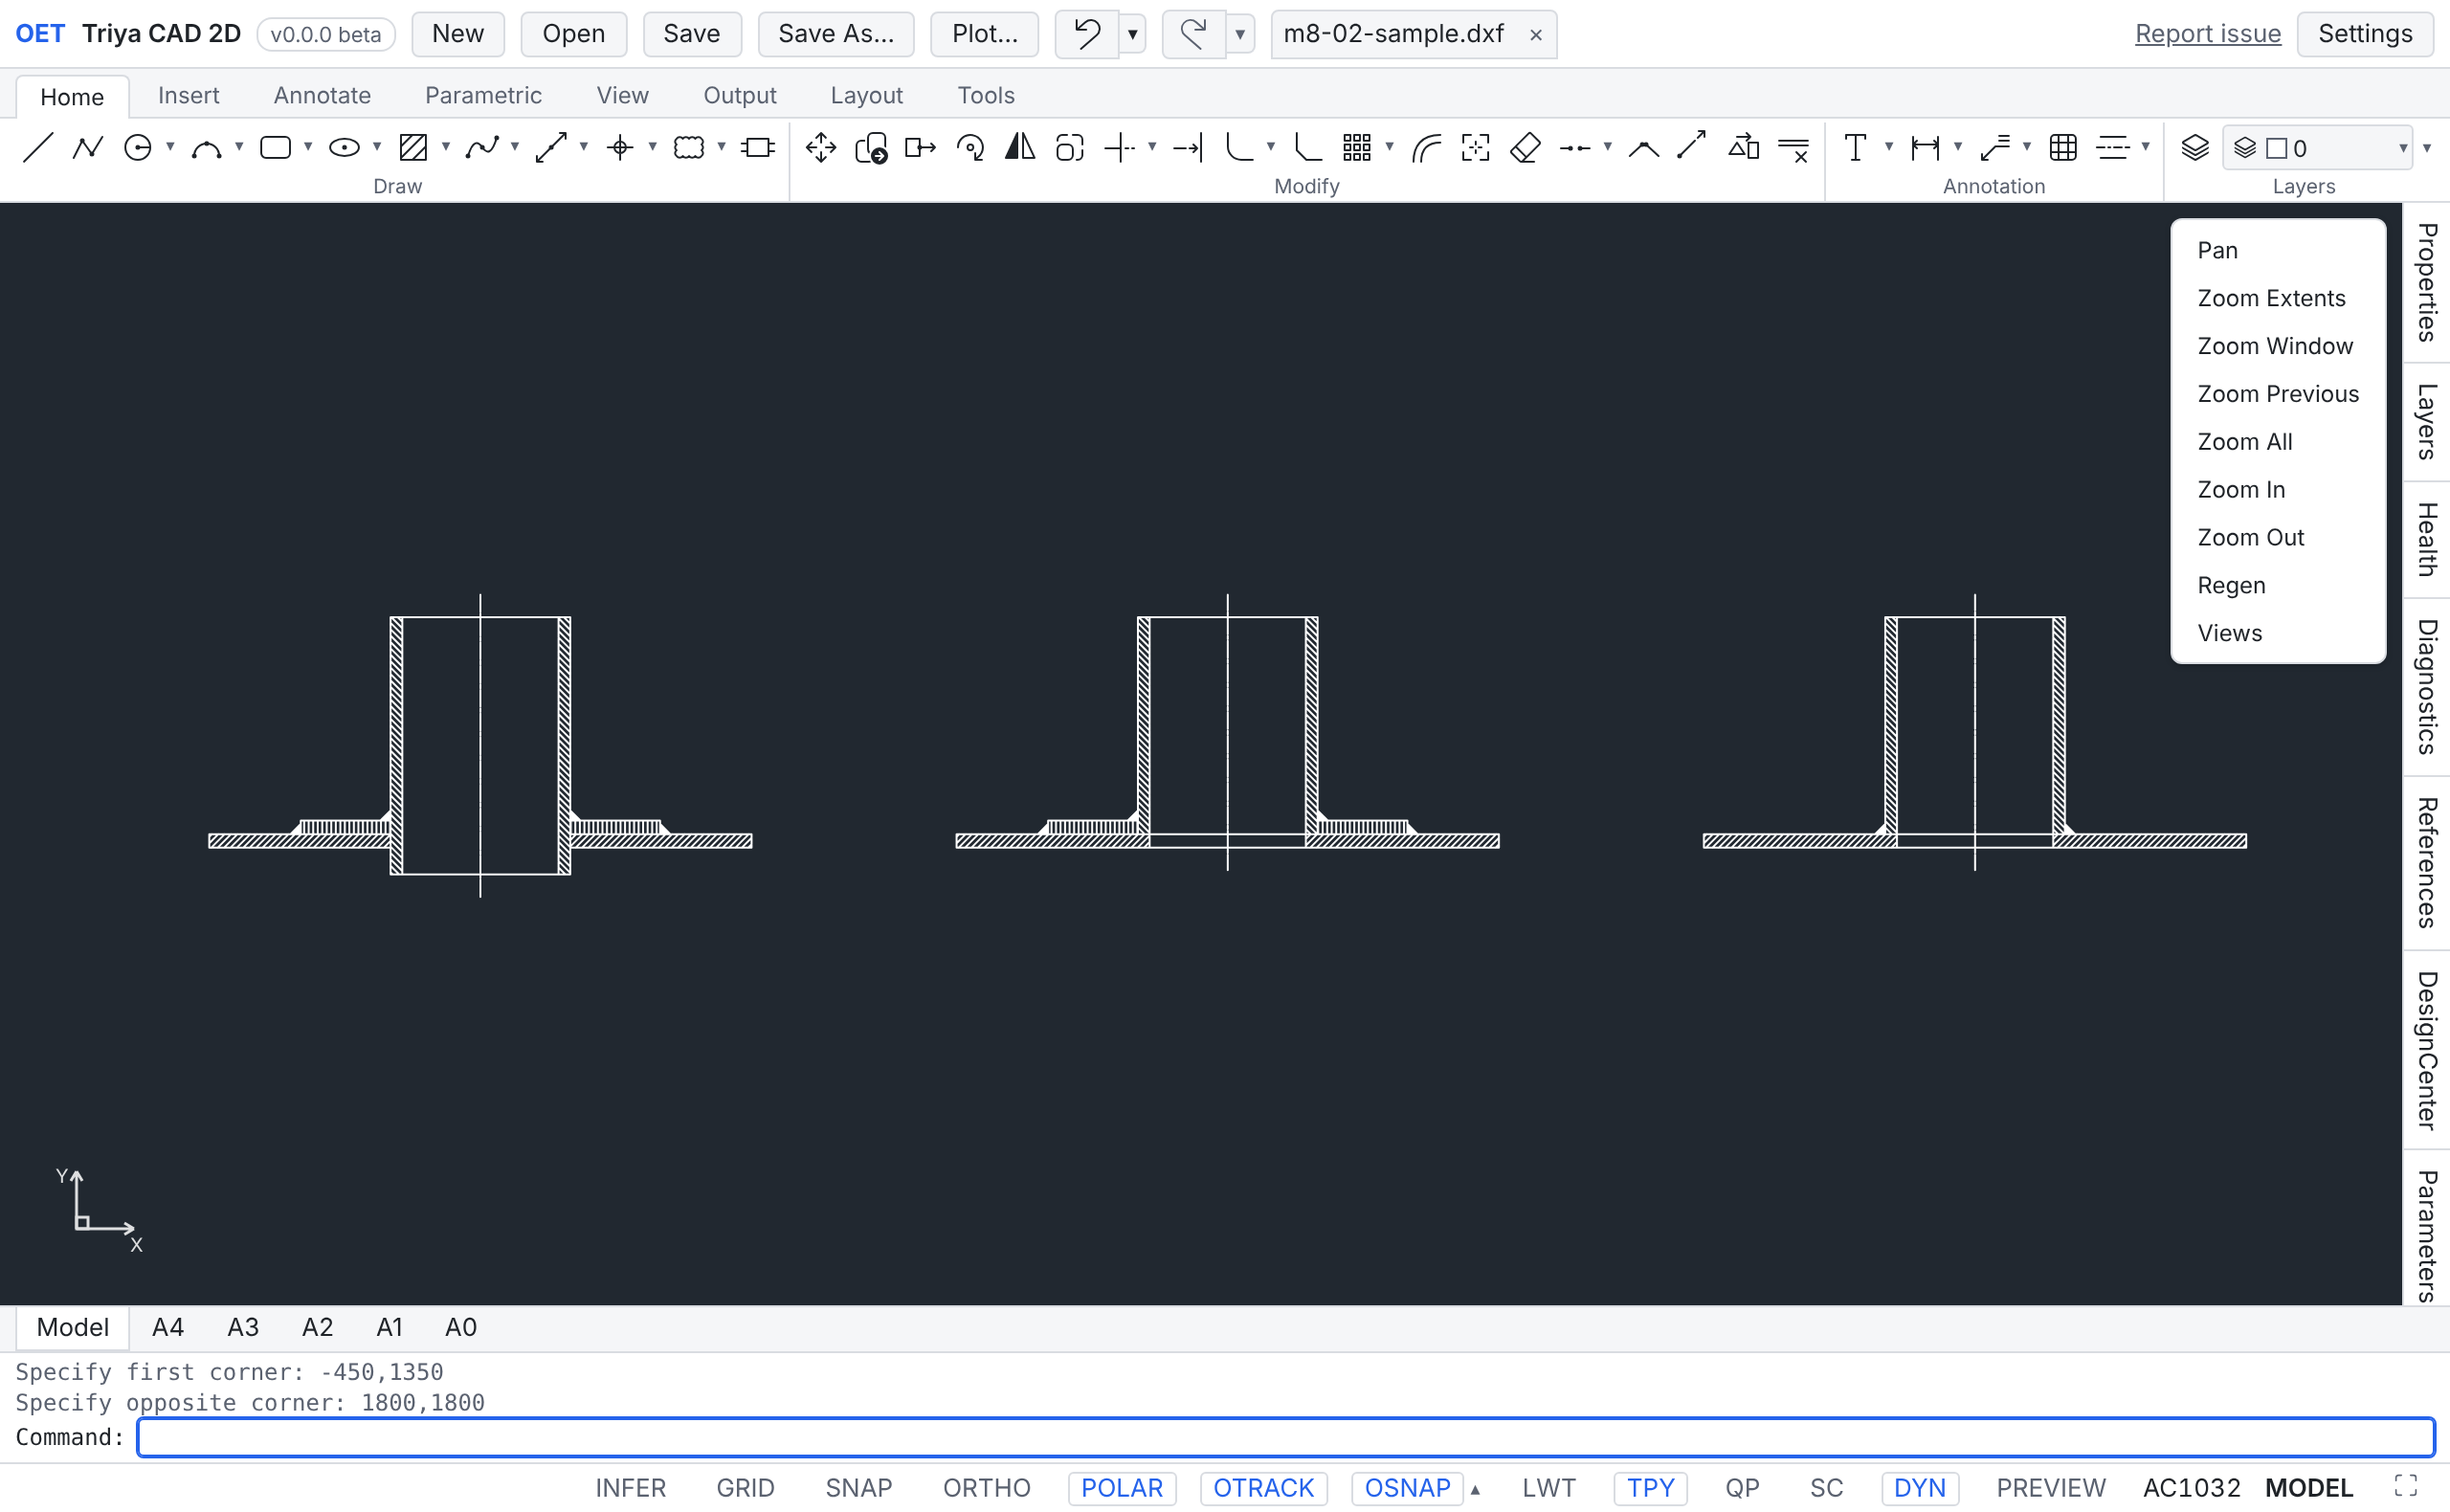 OET Triya CAD 2D v0.0.0 beta New Open Save Save As... Plot... m8-02-sample.dxf × Report issue Settings
Home Insert Annotate Parametric View Output Layout Tools
0
Draw Modify Annotation Layers
Pan
Zoom Extents
Zoom Window
Zoom Previous
Zoom All
Zoom In
Zoom Out
Regen
Views
Properties
Layers
Health
Diagnostics
References
DesignCenter
Parameters
Y
X
Model A4 A3 A2 A1 A0
Specify first corner: -450,1350
Specify opposite corner: 1800,1800
Command:
INFER GRID SNAP ORTHO POLAR OTRACK OSNAP LWT TPY QP SC DYN PREVIEW AC1032 MODEL